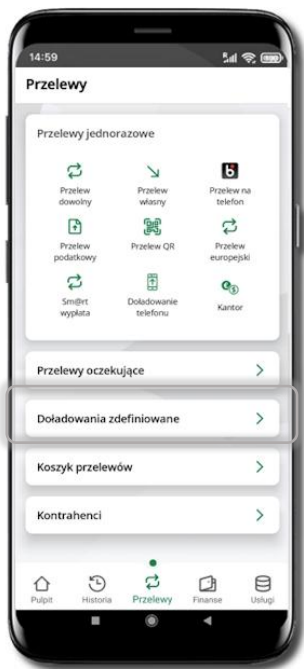 14:59
Przelewy
Przelewy jednorazowe
Przelew
dowolny
Przelew
własny
Przelew na
telefon
Przelew
podatkowy
Przelew QR
Przelew
europejski
Sm@rt
wypłata
Doładowanie
telefonu
Kantor
Przelewy oczekujące
Doładowania zdefiniowane
Koszyk przelewów
Kontrahenci
Pulpit
Historia
Przelewy
Finanse
Usługi